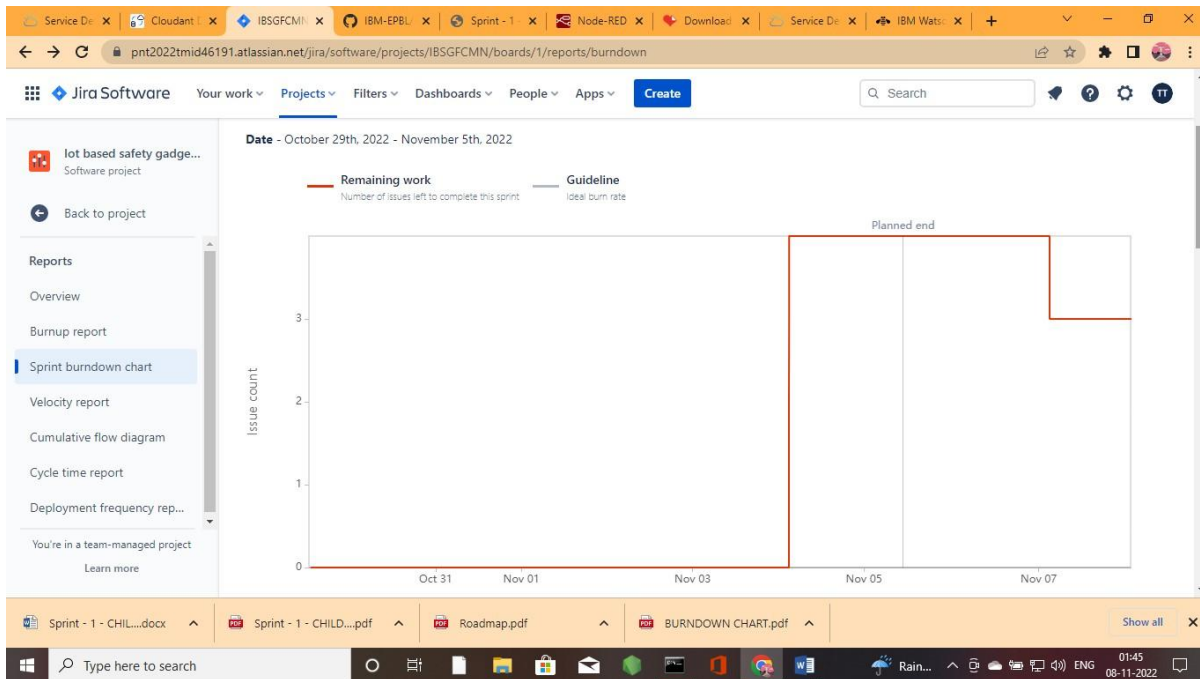 Service De
Cloudant D
IBSGFCMN
IBM-EPBL/
Sprint - 1 -
Node-RED
Download
Service De
IBM Watso
pnt2022tmid46191.atlassian.net/jira/software/projects/IBSGFCMN/boards/1/reports/burndown
Jira Software
Your work
Projects
Filters
Dashboards
People
Apps
Create
Search
TT
Iot based safety gadge...
Software project
Back to project
Reports
Overview
Burnup report
Sprint burndown chart
Velocity report
Cumulative flow diagram
Cycle time report
Deployment frequency rep...
You're in a team-managed project
Learn more
Date - October 29th, 2022 - November 5th, 2022
Remaining work
Number of issues left to complete this sprint
Guideline
Ideal burn rate
Planned end
Issue count
3
2
1
0
Oct 31
Nov 01
Nov 03
Nov 05
Nov 07
Sprint - 1 - CHIL....docx
Sprint - 1 - CHILD....pdf
Roadmap.pdf
BURNDOWN CHART.pdf
Show all
Type here to search
Rain...
ENG
01:45
08-11-2022